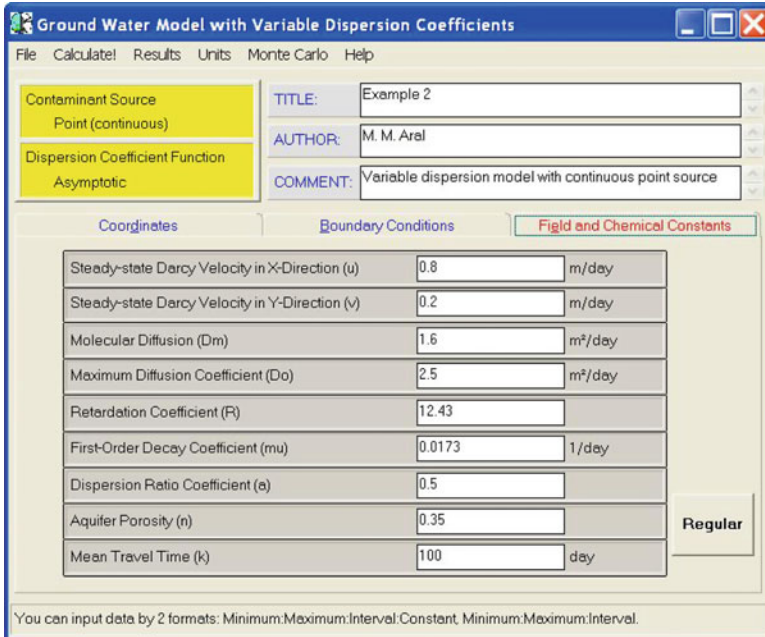 Ground Water Model with Variable Dispersion Coefficients
File Calculate! Results Units Monte Carlo Help
Contaminant Source
Point (continuous)
Dispersion Coefficient Function
Asymptotic
TITLE: Example 2
AUTHOR: M. M. Aral
COMMENT: Variable dispersion model with continuous point source
Coordinates Boundary Conditions Field and Chemical Constants
Steady-state Darcy Velocity in X-Direction (u) 0.8 m/day
Steady-state Darcy Velocity in Y-Direction (v) 0.2 m/day
Molecular Diffusion (Dm) 1.6 m²/day
Maximum Diffusion Coefficient (Do) 2.5 m²/day
Retardation Coefficient (R) 12.43
First-Order Decay Coefficient (mu) 0.0173 1/day
Dispersion Ratio Coefficient (a) 0.5
Aquifer Porosity (n) 0.35
Mean Travel Time (k) 100 day
Regular
You can input data by 2 formats: Minimum:Maximum:Interval:Constant, Minimum:Maximum:Interval.